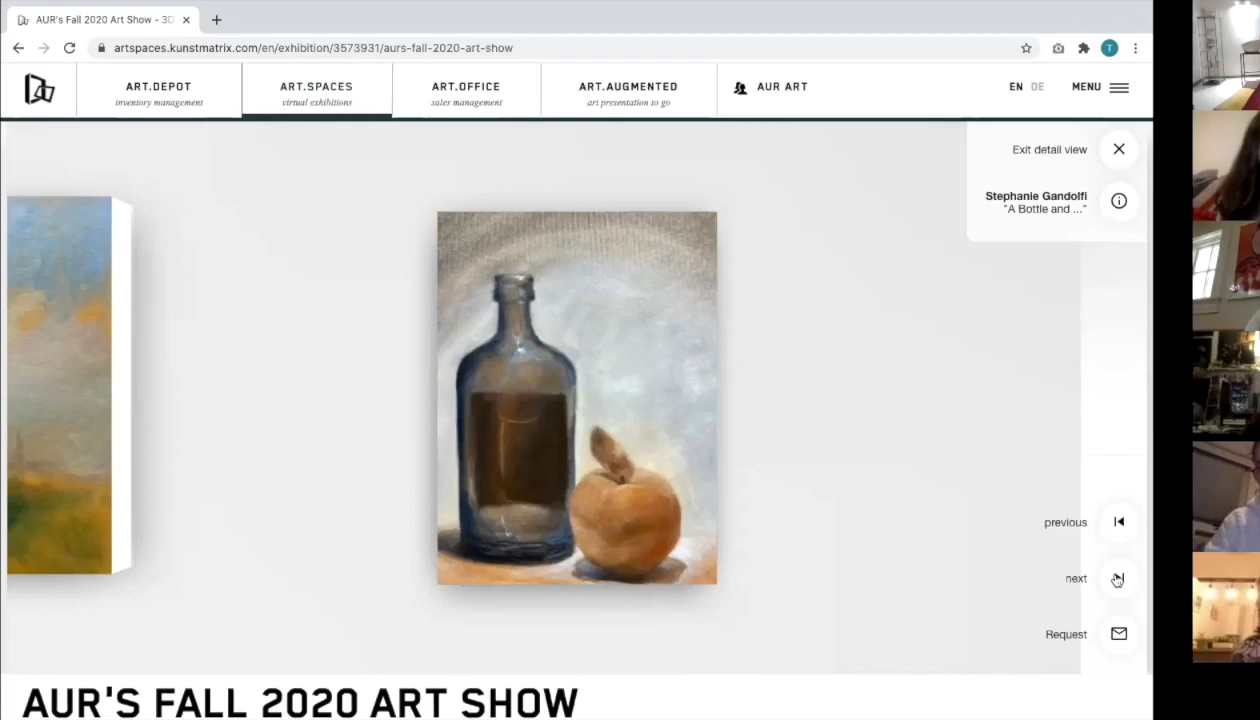 AUR's Fall 2020 Art Show - 3D
artspaces.kunstmatrix.com/en/exhibition/3573931/aurs-fall-2020-art-show
T
ART.DEPOT
inventory management
ART.SPACES
virtual exhibitions
ART.OFFICE
sales management
ART.AUGMENTED
art presentation to go
AUR ART
EN DE
MENU
Exit detail view
Stephanie Gandolfi
"A Bottle and ..."
previous
next
Request
AUR'S FALL 2020 ART SHOW